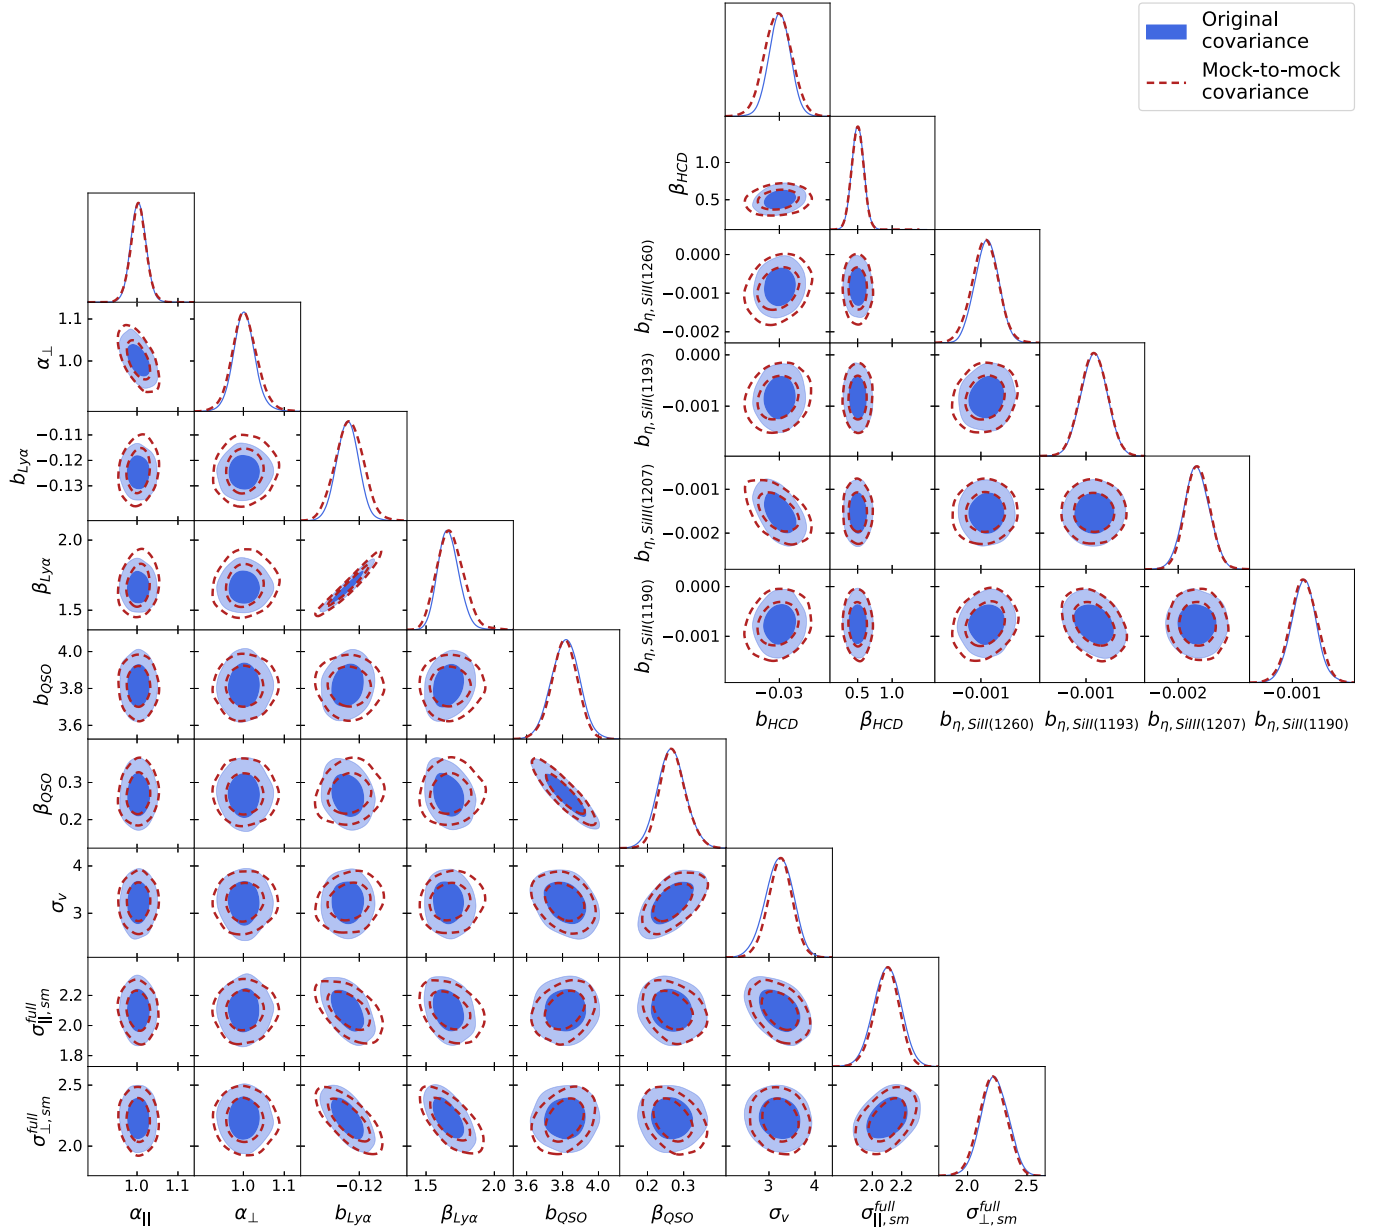 Original
covariance
Mock-to-mock
covariance
β_HCD
1.0
0.5
b_η,SiII(1260)
0.000
−0.001
−0.002
b_η,SiII(1193)
0.000
−0.001
b_η,SiIII(1207)
−0.001
−0.002
b_η,SiII(1190)
0.000
−0.001
−0.03
0.5 1.0
−0.001
−0.001
−0.002
−0.001
b_HCD
β_HCD
b_η,SiII(1260)
b_η,SiII(1193)
b_η,SiIII(1207)
b_η,SiII(1190)
α_⊥
1.1
1.0
b_Lyα
−0.11
−0.12
−0.13
β_Lyα
2.0
1.5
b_QSO
4.0
3.8
3.6
β_QSO
0.3
0.2
σ_v
4
3
σ^full_||,sm
2.2
2.0
1.8
σ^full_⊥,sm
2.5
2.0
1.0 1.1
1.0 1.1
−0.12
1.5 2.0
3.6 3.8 4.0
0.2 0.3
3 4
2.0 2.2
2.0 2.5
α_||
α_⊥
b_Lyα
β_Lyα
b_QSO
β_QSO
σ_v
σ^full_||,sm
σ^full_⊥,sm